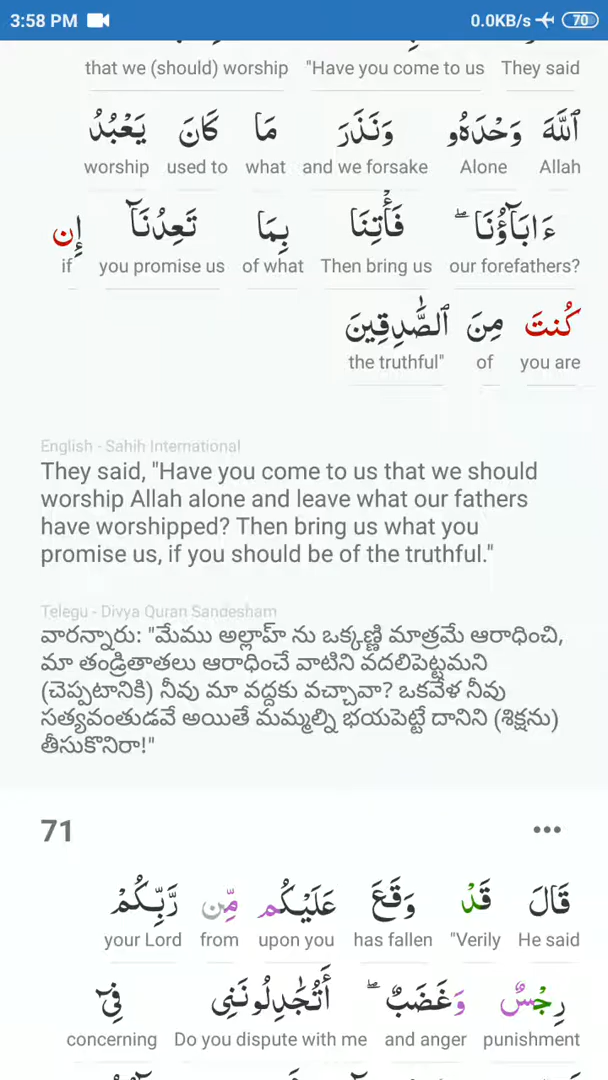 3:58 PM 0.0KB/s 70
that we (should) worship "Have you come to us They said
ٱللَّهَ وَحْدَهُۥ وَنَذَرَ مَا كَانَ يَعْبُدُ
worship used to what and we forsake Alone Allah
ءَابَآؤُنَا ۖ فَأْتِنَا بِمَا تَعِدُنَآ إِن
if you promise us of what Then bring us our forefathers?
كُنتَ مِنَ ٱلصَّـٰدِقِينَ
the truthful" of you are
English - Sahih International
They said, "Have you come to us that we should
worship Allah alone and leave what our fathers
have worshipped? Then bring us what you
promise us, if you should be of the truthful."
Telegu - Divya Quran Sandesham
వారన్నారు: "మేము అల్లాహ్ ను ఒక్కణ్ణి మాత్రమే ఆరాధించి,
మా తండ్రితాతలు ఆరాధించే వాటిని వదలిపెట్టమని
(చెప్పటానికి) నీవు మా వద్దకు వచ్చావా? ఒకవేళ నీవు
సత్యవంతుడవే అయితే మమ్మల్ని భయపెట్టే దానిని (శిక్షను)
తీసుకొనిరా!"
71
قَالَ قَدْ وَقَعَ عَلَيْكُم مِّن رَّبِّكُمْ
your Lord from upon you has fallen "Verily He said
رِجْسٌ وَغَضَبٌ ۖ أَتُجَـٰدِلُونَنِى فِىٓ
concerning Do you dispute with me and anger punishment